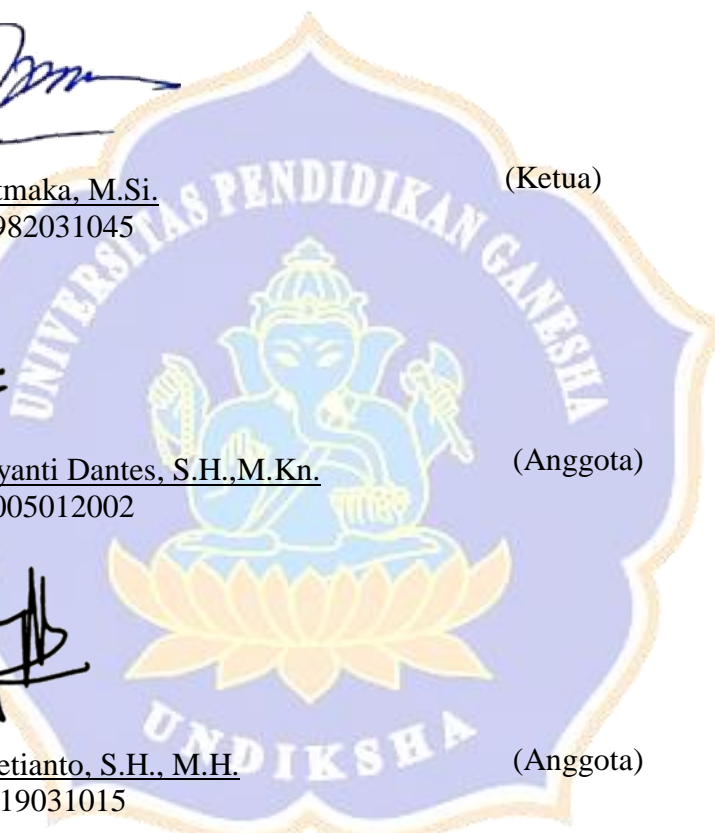 UNIVERSITAS PENDIDIKAN GANESHA
tmaka, M.Si. (Ketua)
982031045
yanti Dantes, S.H.,M.Kn. (Anggota)
005012002
etianto, S.H., M.H. (Anggota)
19031015
UNDIKSHA